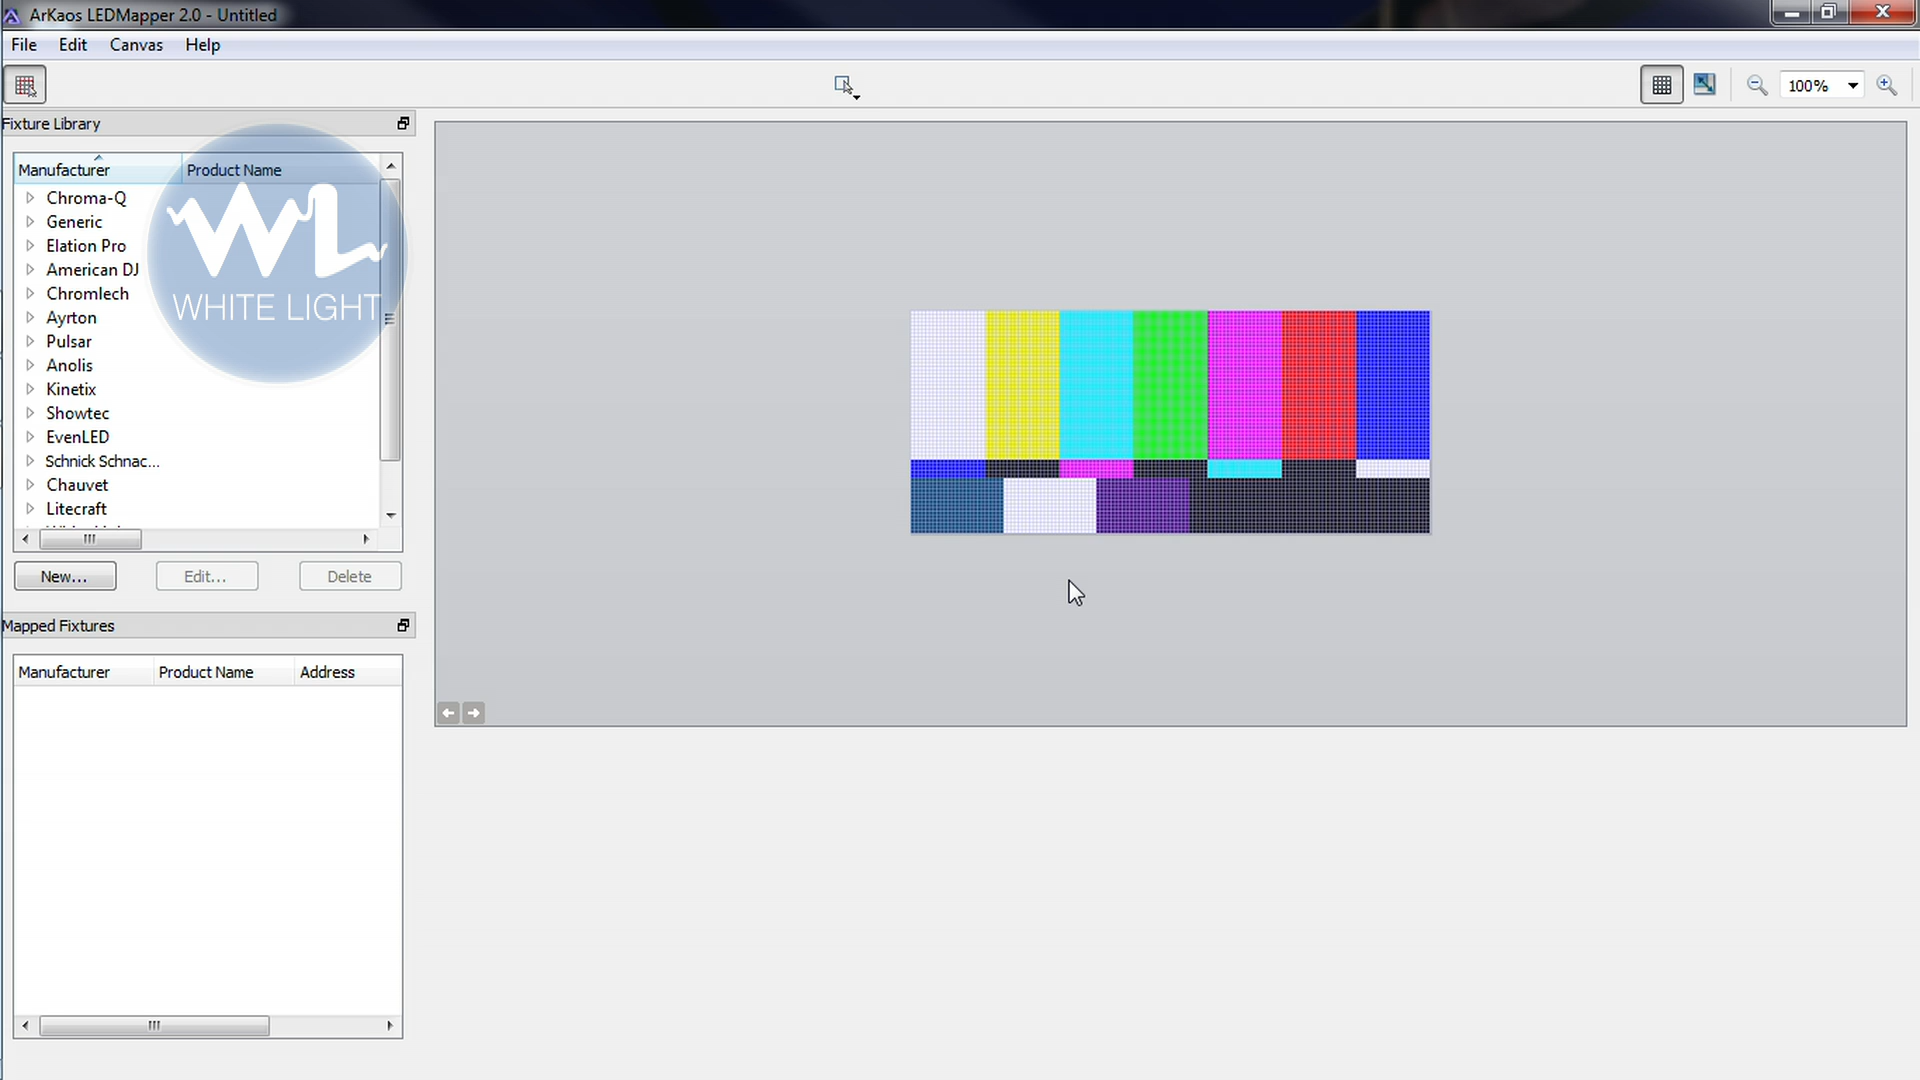 ArKaos LEDMapper 2.0 - Untitled
File Edit Canvas Help
100%
Fixture Library
Manufacturer Product Name
Chroma-Q
Generic
Elation Pro
American DJ
Chromlech
Ayrton
Pulsar
Anolis
Kinetix
Showtec
EvenLED
Schnick Schnac...
Chauvet
Litecraft
WL
WHITE LIGHT
New... Edit... Delete
Mapped Fixtures
Manufacturer Product Name Address